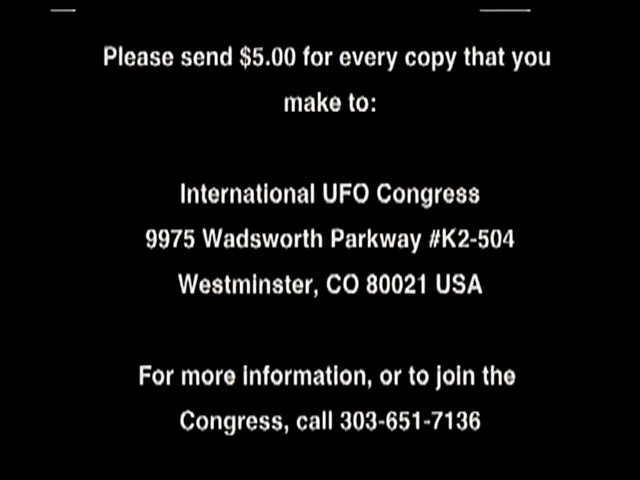 Please send $5.00 for every copy that you
make to:
International UFO Congress
9975 Wadsworth Parkway #K2-504
Westminster, CO 80021 USA
For more information, or to join the
Congress, call 303-651-7136